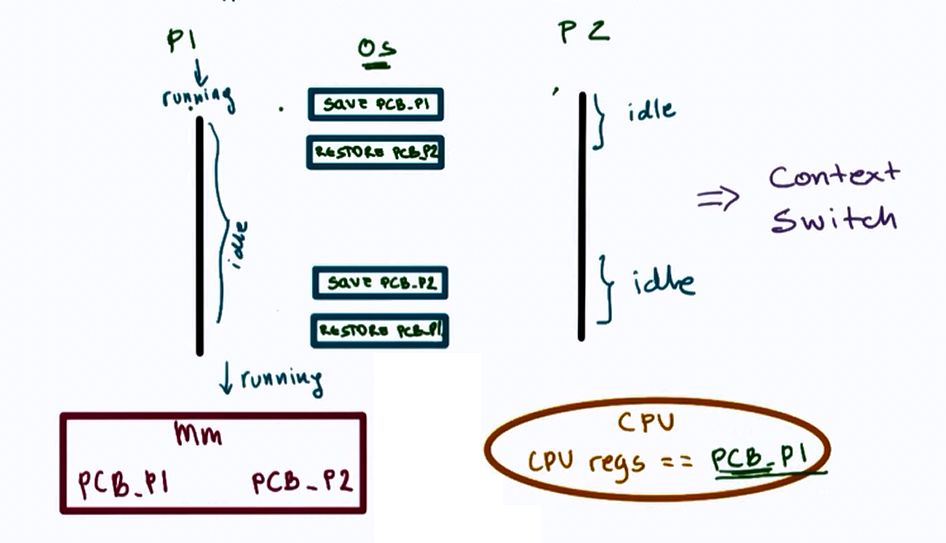 P1
OS
P2
running
SAVE PCB_P1
idle
RESTORE PCB_P2
Context
Switch
idle
SAVE PCB_P2
idle
RESTORE PCB_P1
running
mm
PCB_P1 PCB_P2
CPU
CPU regs == PCB_P1